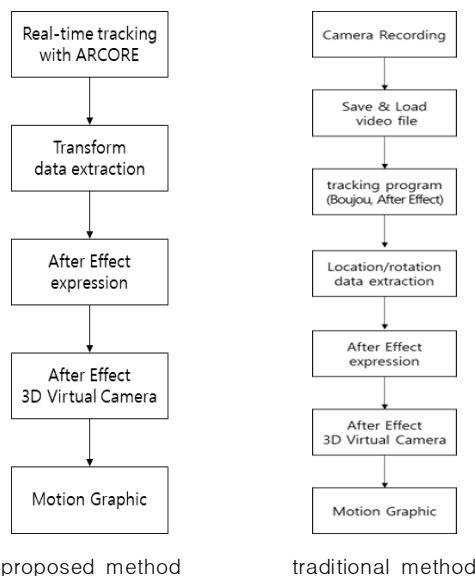 Real-time tracking
with ARCORE
Transform
data extraction
After Effect
expression
After Effect
3D Virtual Camera
Motion Graphic
proposed method
Camera Recording
Save & Load
video file
tracking program
(Boujou, After Effect)
Location/rotation
data extraction
After Effect
expression
After Effect
3D Virtual Camera
Motion Graphic
traditional method